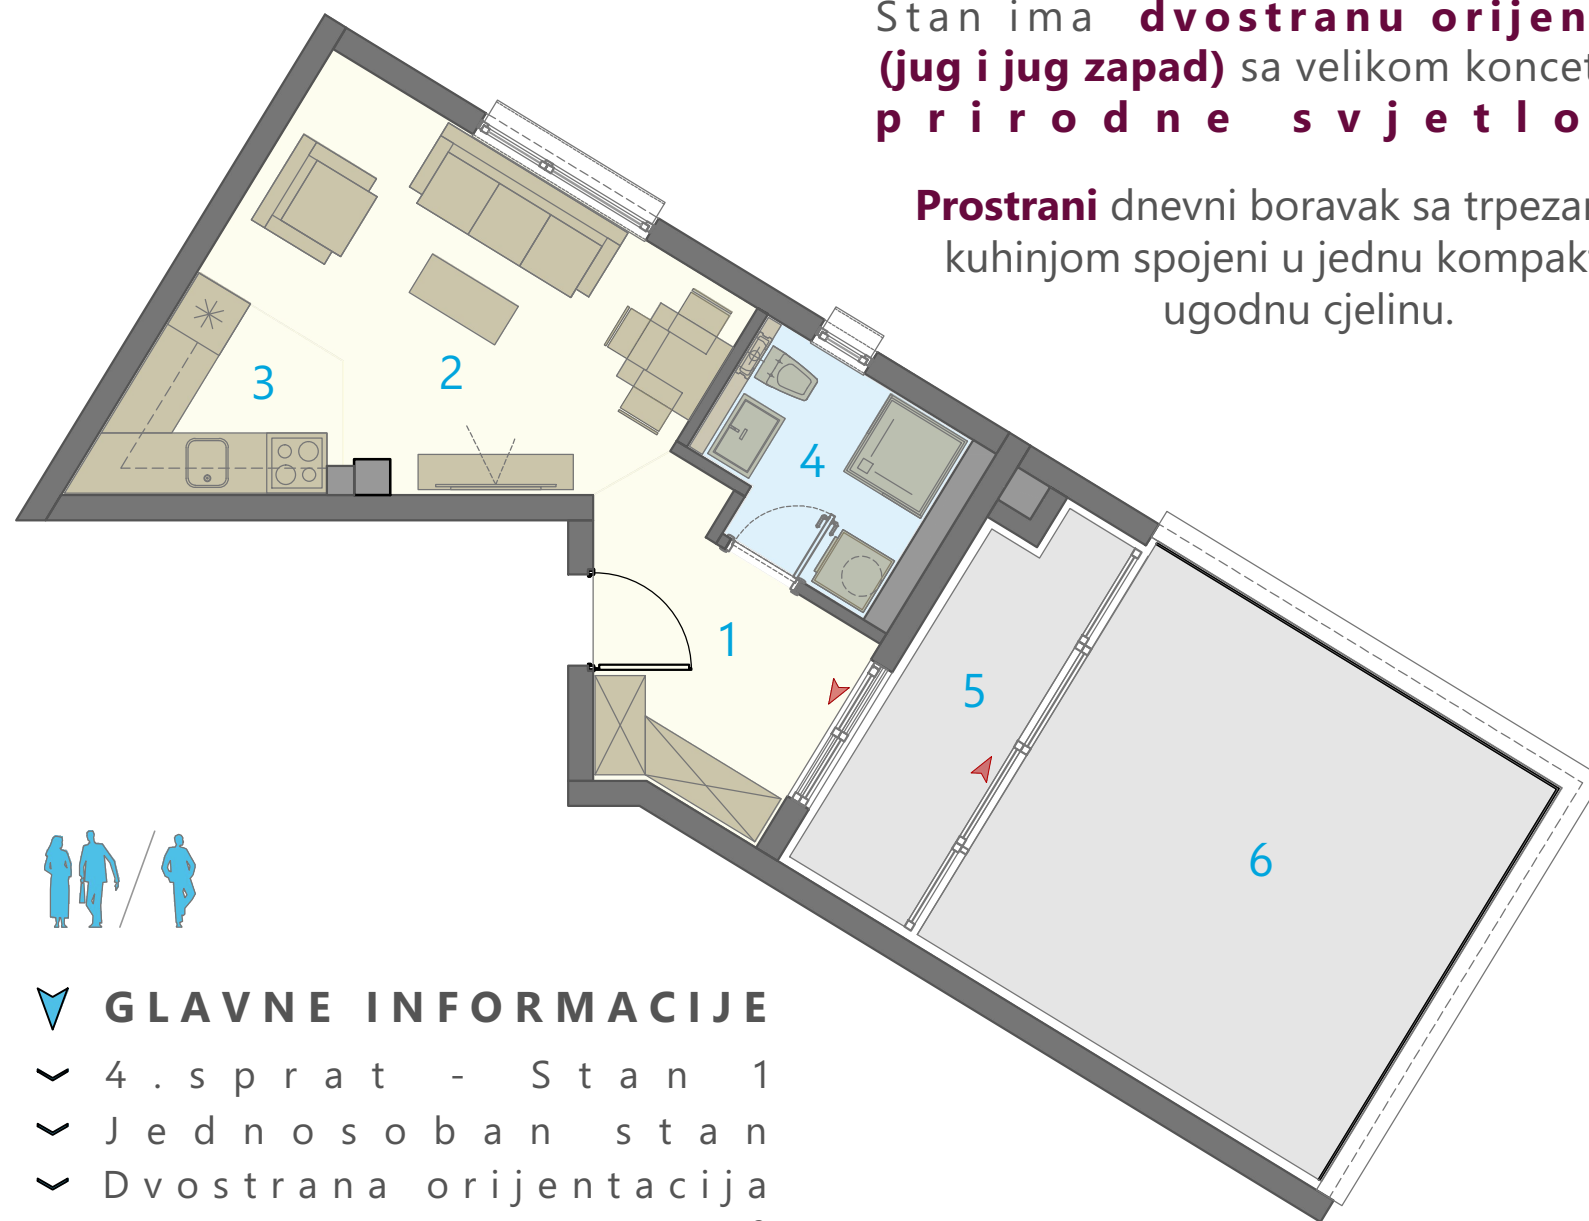 Stan ima dvostranu orijen
(jug i jug zapad) sa velikom koncet
prirodne svjetlo
Prostrani dnevni boravak sa trpezar
kuhinjom spojeni u jednu kompakt
ugodnu cjelinu.
3
2
4
1
5
6
GLAVNE INFORMACIJE
4.sprat - Stan 1
Jednosoban stan
Dvostrana orijentacija